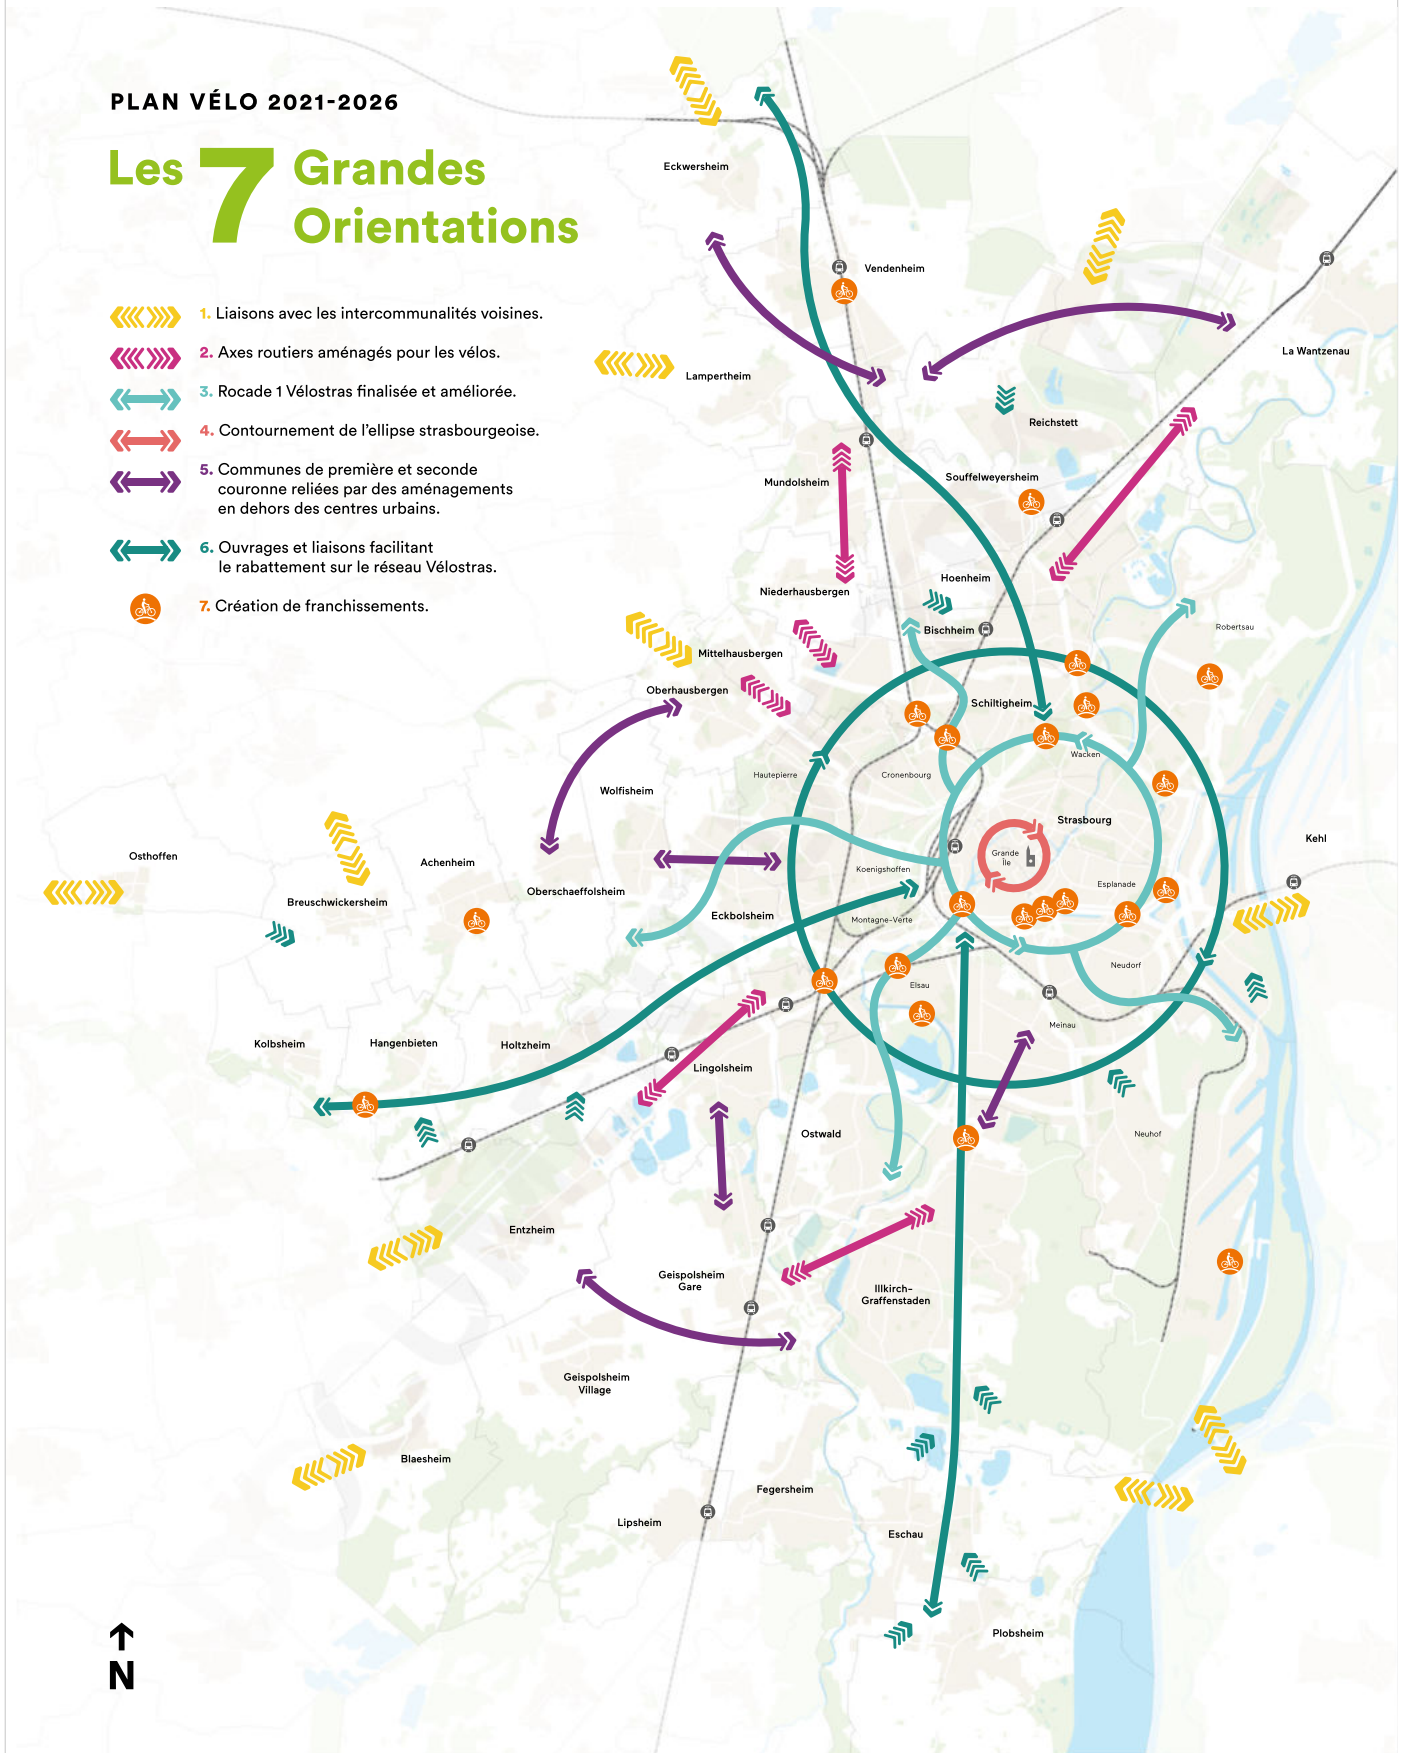 PLAN VÉLO 2021-2026
Les 7 Grandes
Orientations
1. Liaisons avec les intercommunalités voisines.
2. Axes routiers aménagés pour les vélos.
3. Rocade 1 Vélostras finalisée et améliorée.
4. Contournement de l'ellipse strasbourgeoise.
5. Communes de première et seconde
couronne reliées par des aménagements
en dehors des centres urbains.
6. Ouvrages et liaisons facilitant
le rabattement sur le réseau Vélostras.
7. Création de franchissements.
Eckwersheim
Vendenheim
La Wantzenau
Lampertheim
Reichstett
Mundolsheim
Souffelweyersheim
Hoenheim
Niederhausbergen
Bischheim
Robertsau
Mittelhausbergen
Oberhausbergen
Schiltigheim
Wacken
Hautepierre
Cronenbourg
Wolfisheim
Strasbourg
Kehl
Osthoffen
Achenheim
Grande
Île
Koenigshoffen
Esplanade
Oberschaeffolsheim
Breuschwickersheim
Eckbolsheim
Montagne-Verte
Neudorf
Elsau
Meinau
Kolbsheim
Hangenbieten
Holtzheim
Lingolsheim
Ostwald
Neuhof
Entzheim
Geispolsheim
Gare
Illkirch-
Graffenstaden
Geispolsheim
Village
Blaesheim
Fegersheim
Lipsheim
Eschau
Plobsheim
N